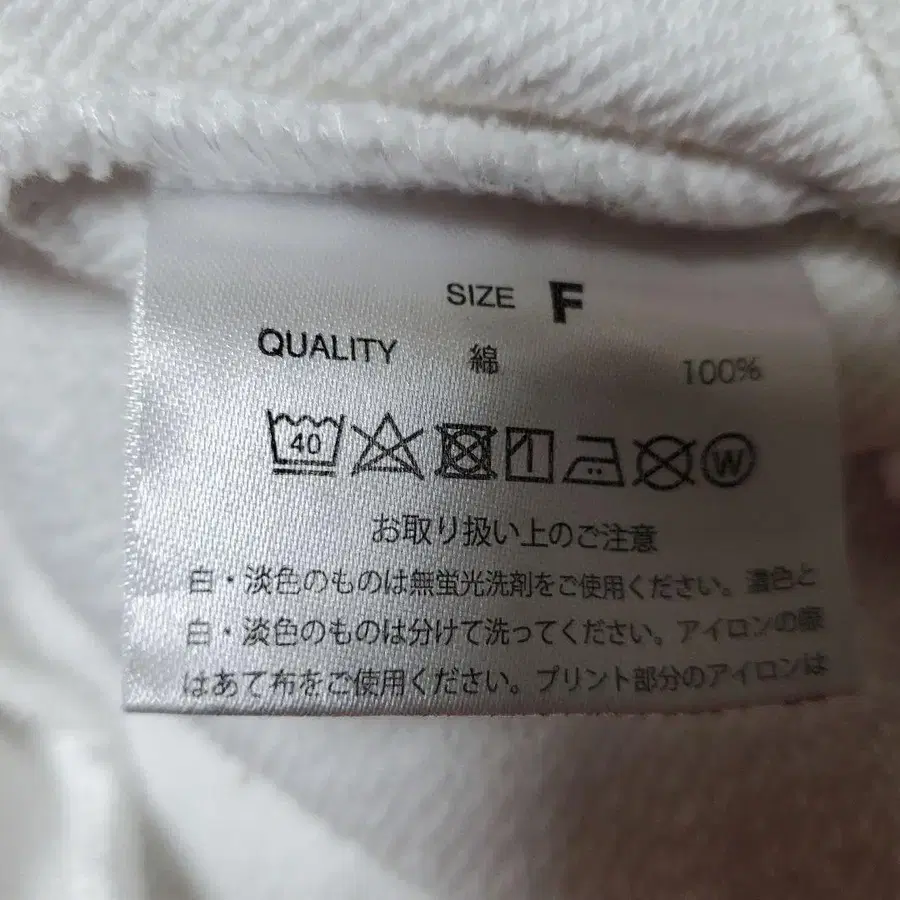 SIZE F
QUALITY 綿 100%
40 W
お取り扱い上のご注意
白・淡色のものは無蛍光洗剤をご使用ください。濃色と
白・淡色のものは分けて洗ってください。アイロンの際
はあて布をご使用ください。プリント部分のアイロンは